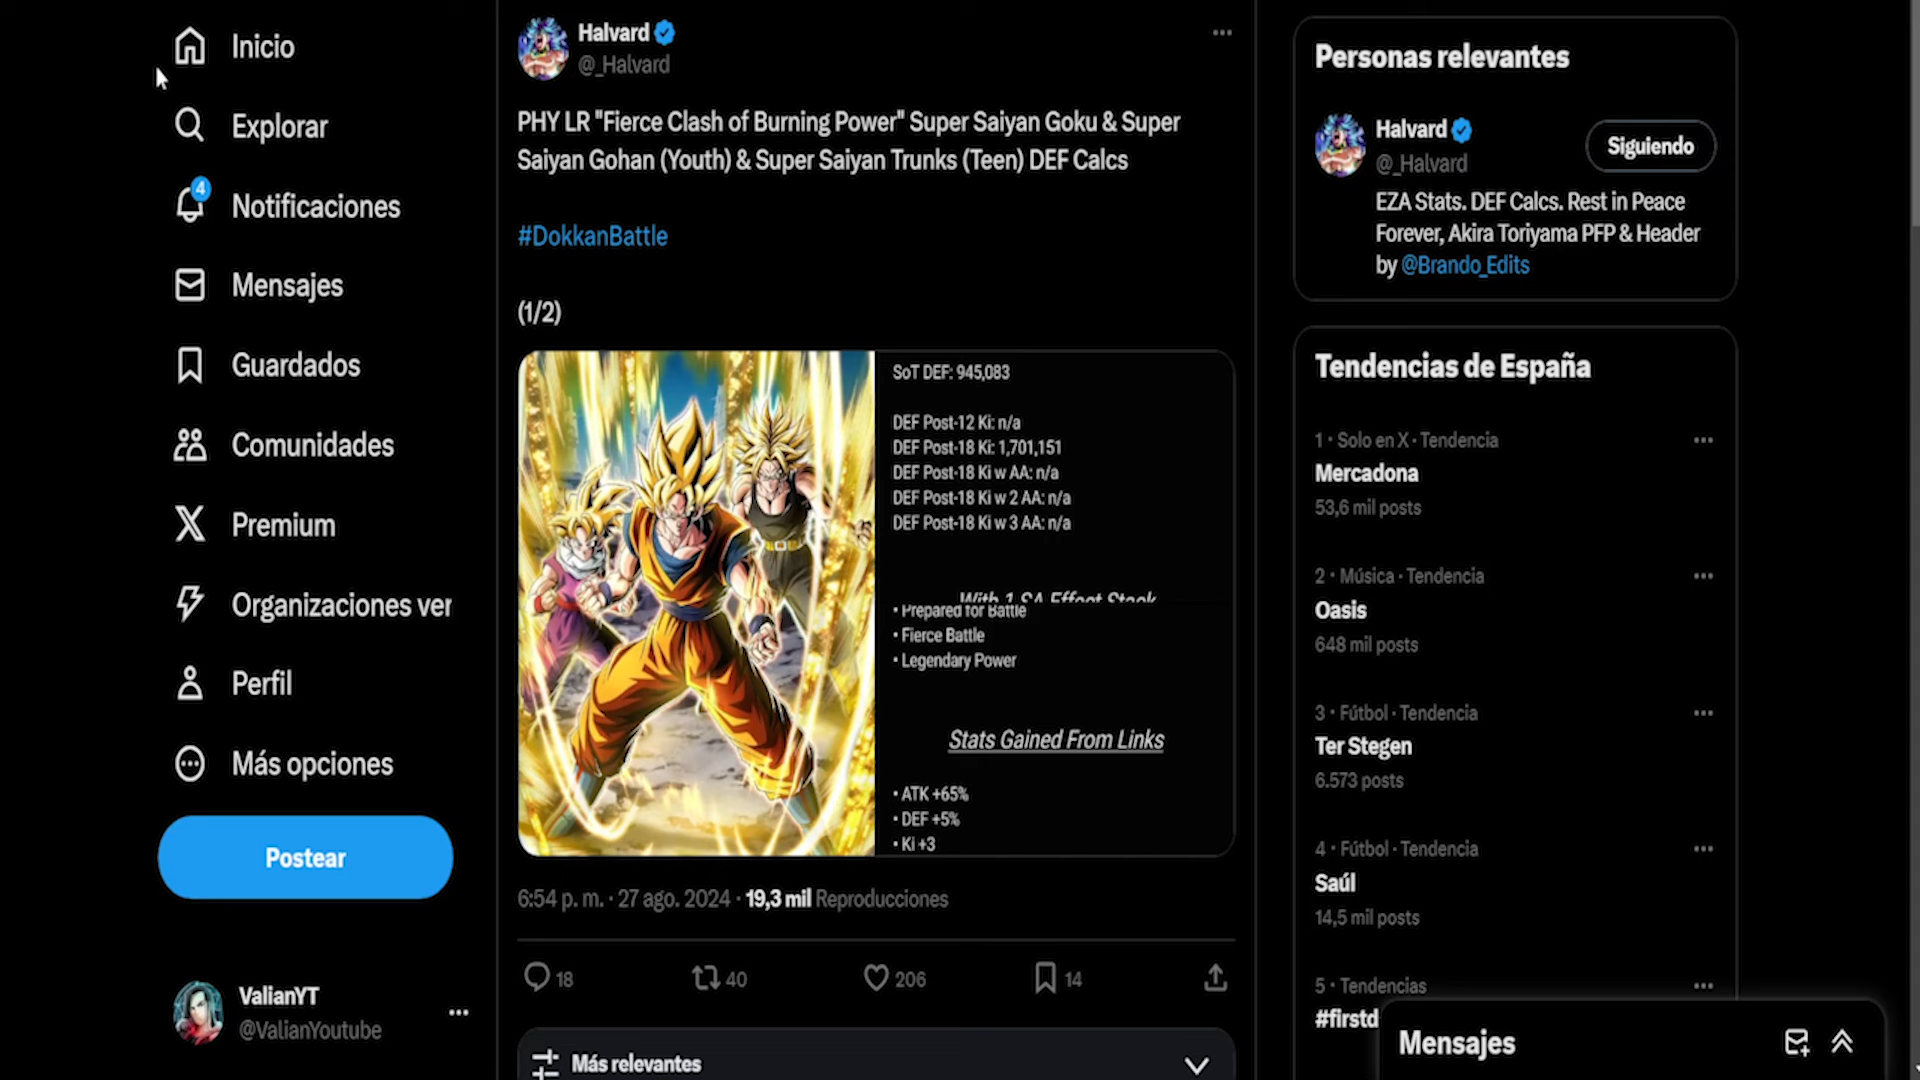 Inicio
Explorar
4
Notificaciones
Mensajes
Guardados
Comunidades
Premium
Organizaciones ver
Perfil
Más opciones
Postear
ValianYT
@ValianYoutube
Halvard
@_Halvard
PHY LR "Fierce Clash of Burning Power" Super Saiyan Goku & Super
Saiyan Gohan (Youth) & Super Saiyan Trunks (Teen) DEF Calcs
#DokkanBattle
(1/2)
SoT DEF: 945,083
DEF Post-12 Ki: n/a
DEF Post-18 Ki: 1,701,151
DEF Post-18 Ki w AA: n/a
DEF Post-18 Ki w 2 AA: n/a
DEF Post-18 Ki w 3 AA: n/a
With 1 SA Effect Stack
• Prepared for Battle
• Fierce Battle
• Legendary Power
Stats Gained From Links
• ATK +65%
• DEF +5%
• Ki +3
6:54 p. m. · 27 ago. 2024 · 19,3 mil Reproducciones
18
40
206
14
Más relevantes
Personas relevantes
Halvard
@_Halvard
Siguiendo
EZA Stats. DEF Calcs. Rest in Peace
Forever, Akira Toriyama PFP & Header
by @Brando_Edits
Tendencias de España
1 · Solo en X · Tendencia
Mercadona
53,6 mil posts
2 · Música · Tendencia
Oasis
648 mil posts
3 · Fútbol · Tendencia
Ter Stegen
6.573 posts
4 · Fútbol · Tendencia
Saúl
14,5 mil posts
5 · Tendencias
#firstd
Mensajes